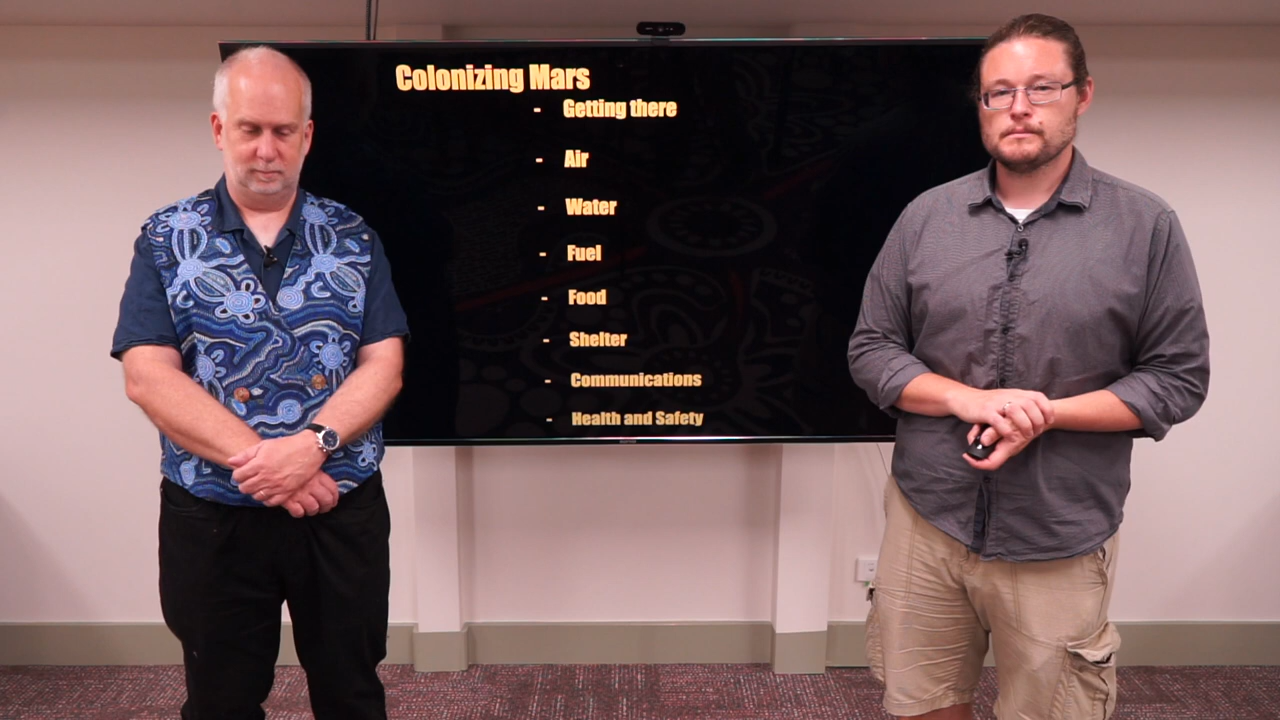 Colonizing Mars
- Getting there
- Air
- Water
- Fuel
- Food
- Shelter
- Communications
- Health and Safety